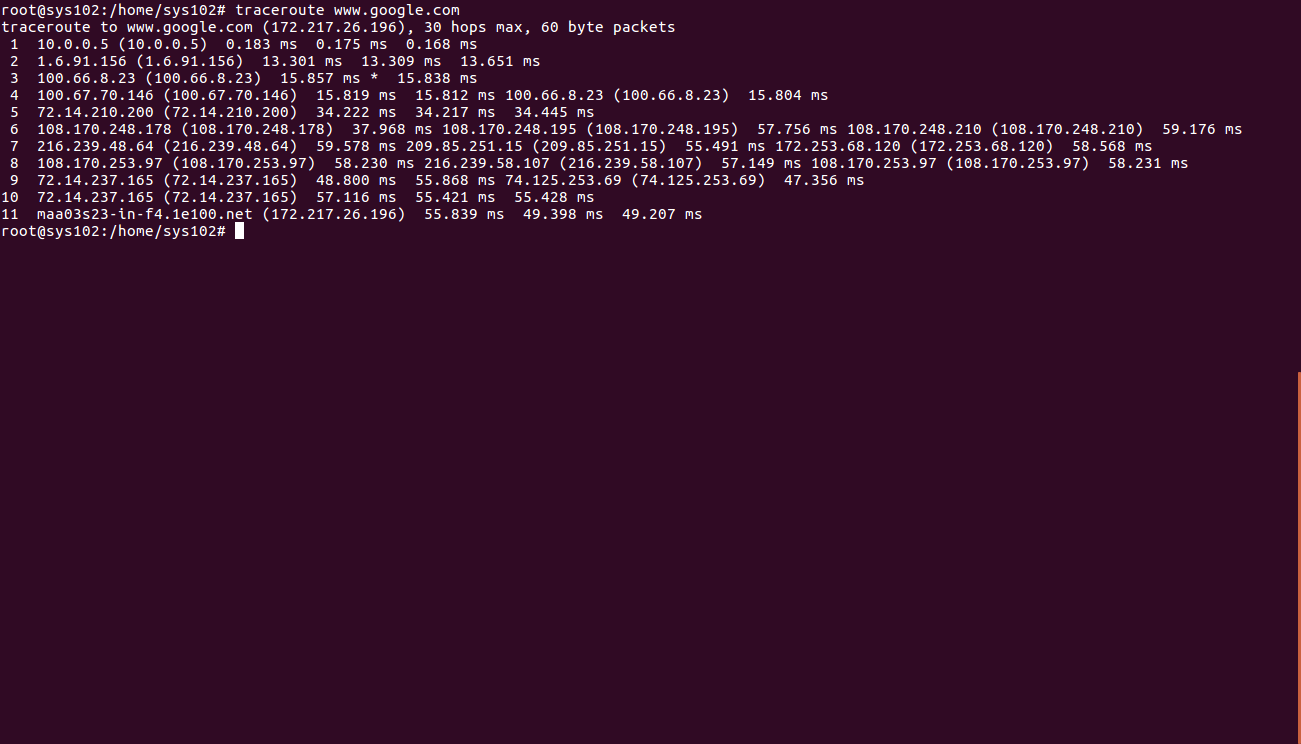 root@sys102:/home/sys102# traceroute www.google.com
traceroute to www.google.com (172.217.26.196), 30 hops max, 60 byte packets
 1  10.0.0.5 (10.0.0.5)  0.183 ms  0.175 ms  0.168 ms
 2  1.6.91.156 (1.6.91.156)  13.301 ms  13.309 ms  13.651 ms
 3  100.66.8.23 (100.66.8.23)  15.857 ms *  15.838 ms
 4  100.67.70.146 (100.67.70.146)  15.819 ms  15.812 ms 100.66.8.23 (100.66.8.23)  15.804 ms
 5  72.14.210.200 (72.14.210.200)  34.222 ms  34.217 ms  34.445 ms
 6  108.170.248.178 (108.170.248.178)  37.968 ms 108.170.248.195 (108.170.248.195)  57.756 ms 108.170.248.210 (108.170.248.210)  59.176 ms
 7  216.239.48.64 (216.239.48.64)  59.578 ms 209.85.251.15 (209.85.251.15)  55.491 ms 172.253.68.120 (172.253.68.120)  58.568 ms
 8  108.170.253.97 (108.170.253.97)  58.230 ms 216.239.58.107 (216.239.58.107)  57.149 ms 108.170.253.97 (108.170.253.97)  58.231 ms
 9  72.14.237.165 (72.14.237.165)  48.800 ms  55.868 ms 74.125.253.69 (74.125.253.69)  47.356 ms
10  72.14.237.165 (72.14.237.165)  57.116 ms  55.421 ms  55.428 ms
11  maa03s23-in-f4.1e100.net (172.217.26.196)  55.839 ms  49.398 ms  49.207 ms
root@sys102:/home/sys102#